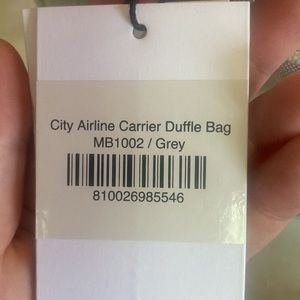 City Airline Carrier Duffle Bag
MB1002 / Grey
810026985546